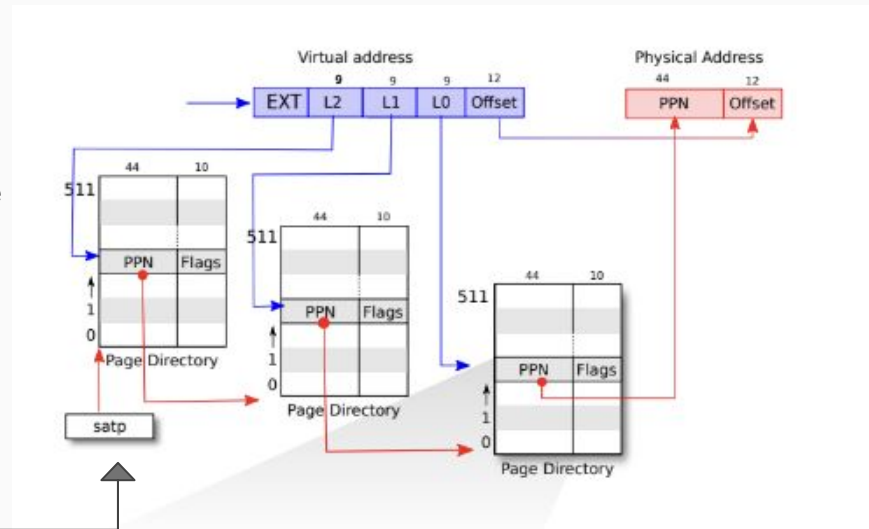 Virtual address
9 9 9 12
EXT L2 L1 L0 Offset
Physical Address
44 12
PPN Offset
44 10
511
PPN Flags
1
0
Page Directory
satp
44 10
511
PPN Flags
1
0
Page Directory
44 10
511
PPN Flags
1
0
Page Directory